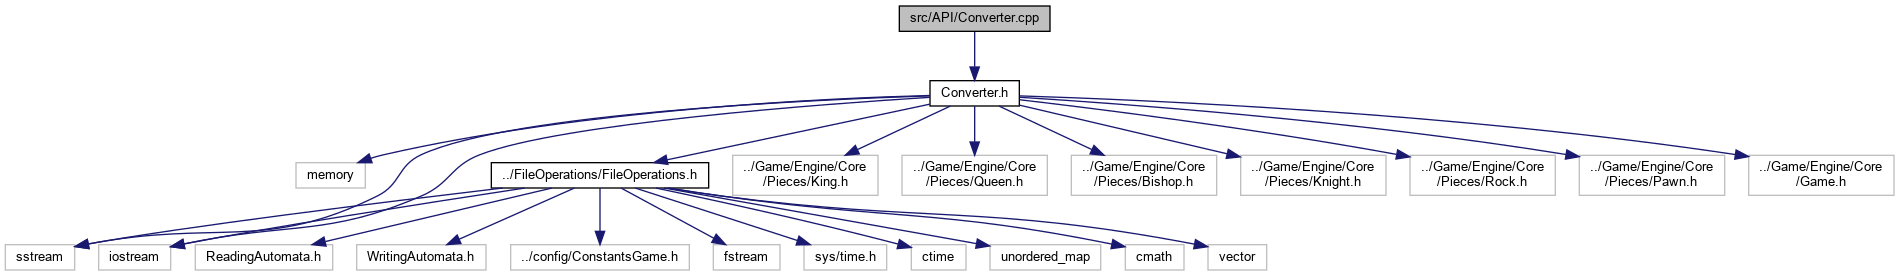 src/API/Converter.cpp
Converter.h
memory
../FileOperations/FileOperations.h
../Game/Engine/Core
/Pieces/King.h
../Game/Engine/Core
/Pieces/Queen.h
../Game/Engine/Core
/Pieces/Bishop.h
../Game/Engine/Core
/Pieces/Knight.h
../Game/Engine/Core
/Pieces/Rock.h
../Game/Engine/Core
/Pieces/Pawn.h
../Game/Engine/Core
/Game.h
sstream
iostream
ReadingAutomata.h
WritingAutomata.h
../config/ConstantsGame.h
fstream
sys/time.h
ctime
unordered_map
cmath
vector